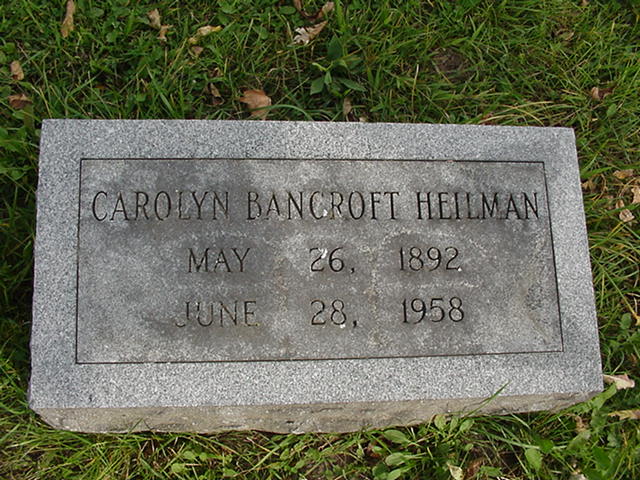 CAROLYN BANCROFT HEILMAN
MAY 26, 1892
JUNE 28, 1958